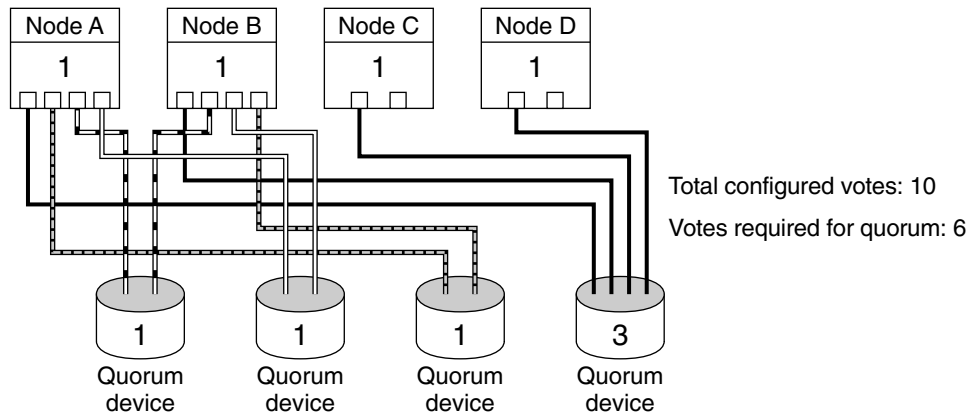 Node A
Node B
Node C
Node D
1
1
1
1
Total configured votes: 10
Votes required for quorum: 6
1
1
1
3
Quorum
device
Quorum
device
Quorum
device
Quorum
device